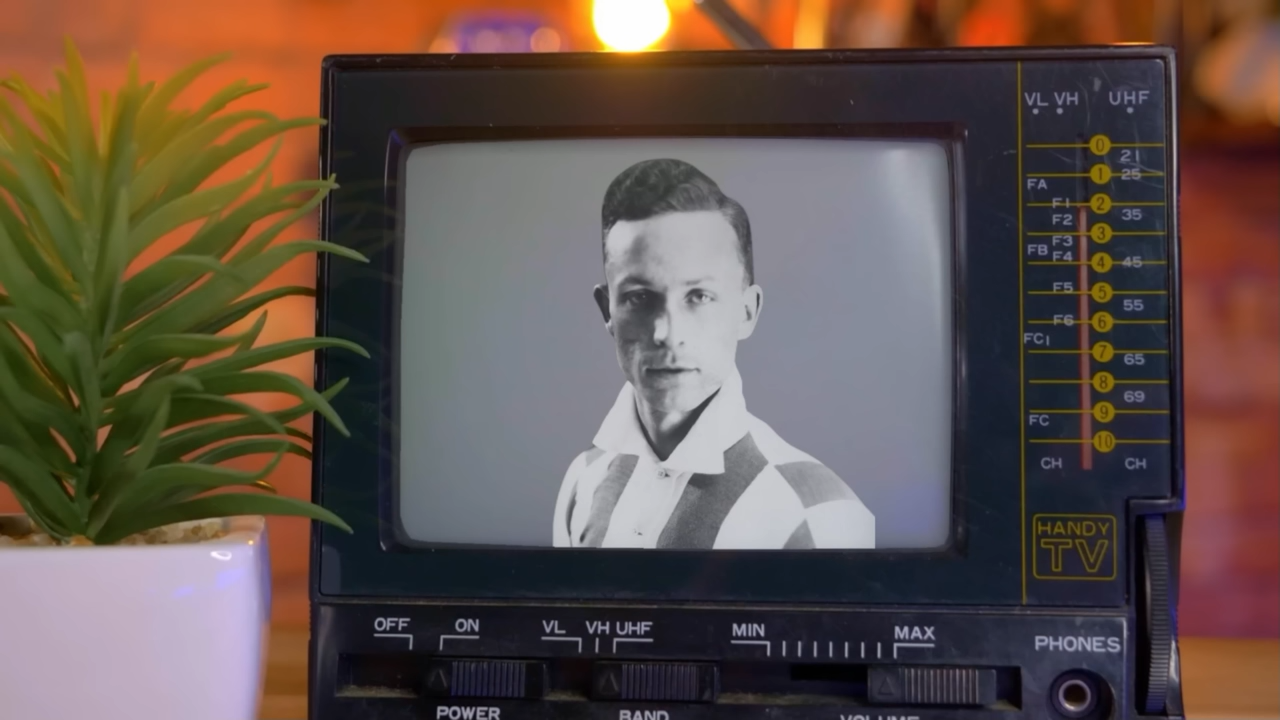 VL VH UHF
0
21
1 25
FA
F1 2
F2 35
F3 3
FB F4 4 45
F5 5
55
F6 6
FC1 7 65
8
69
FC 9
10
CH CH
HANDY
TV
OFF ON VL VH UHF MIN MAX
PHONES
POWER BAND VOLUME